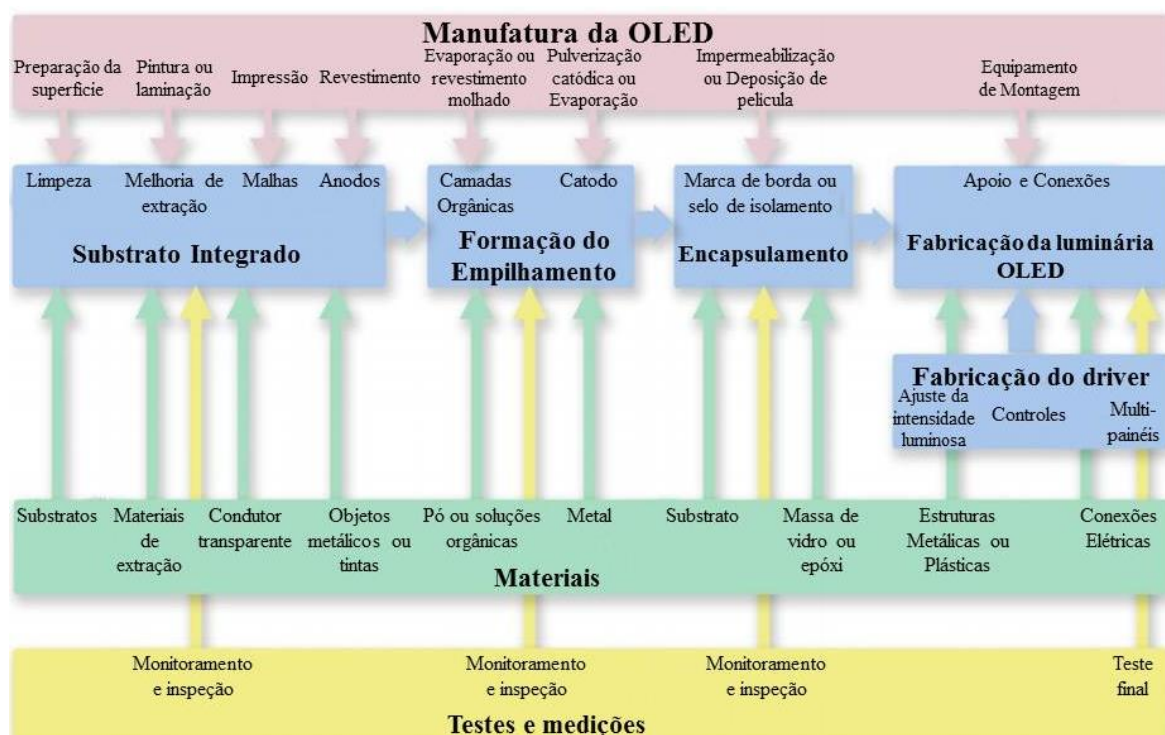 Manufatura da OLED
Preparação da
superfície
Pintura ou
laminação
Impressão
Revestimento
Evaporação ou
revestimento
molhado
Pulverização
catódica ou
Evaporação
Impermeabilização
ou Deposição de
pelicula
Equipamento
de Montagem
Limpeza
Melhoria de
extração
Malhas
Anodos
Substrato Integrado
Camadas
Orgânicas
Catodo
Formação do
Empilhamento
Marca de borda ou
selo de isolamento
Encapsulamento
Apoio e Conexões
Fabricação da luminária
OLED
Fabricação do driver
Ajuste da
intensidade
luminosa
Controles
Multi-
painéis
Substratos
Materiais
de
extração
Condutor
transparente
Objetos
metálicos ou
tintas
Pó ou soluções
orgânicas
Metal
Substrato
Massa de
vidro ou
epóxi
Estruturas
Metálicas ou
Plásticas
Conexões
Elétricas
Materiais
Monitoramento
e inspeção
Monitoramento
e inspeção
Monitoramento
e inspeção
Teste
final
Testes e medições